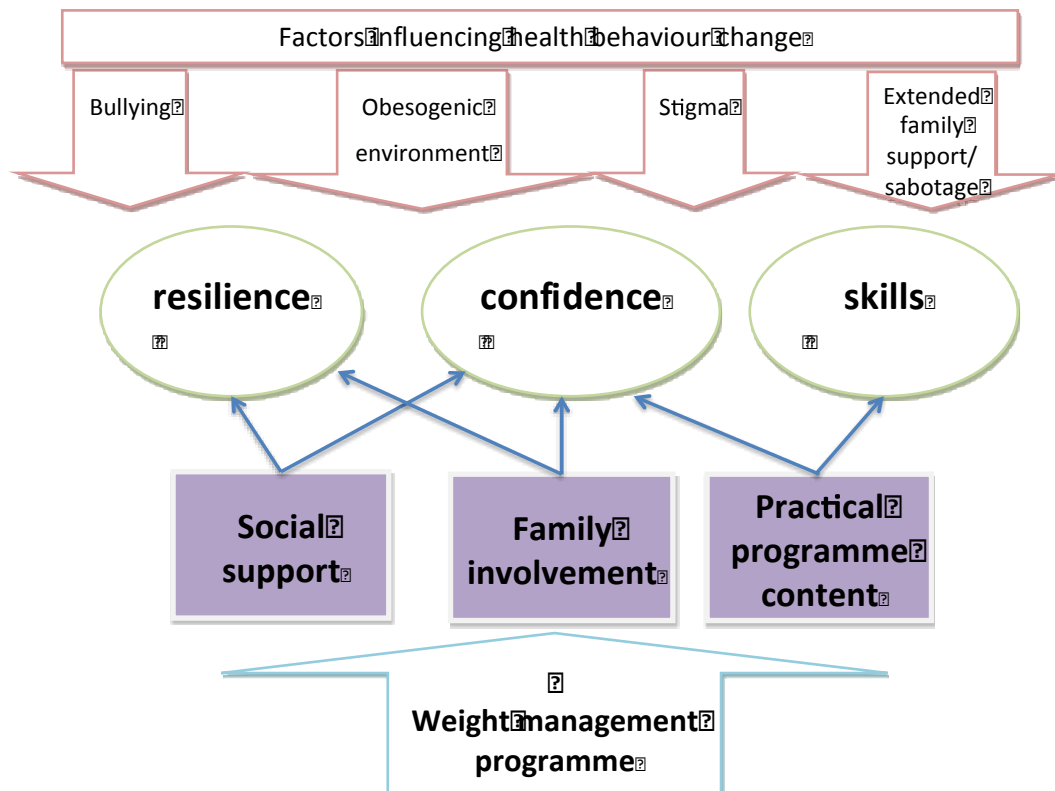 Factors influencing health behaviour change
Bullying
Obesogenic
environment
Stigma
Extended
family
support/
sabotage
resilience
confidence
skills
Social
support
Family
involvement
Practical
programme
content
Weight management
programme